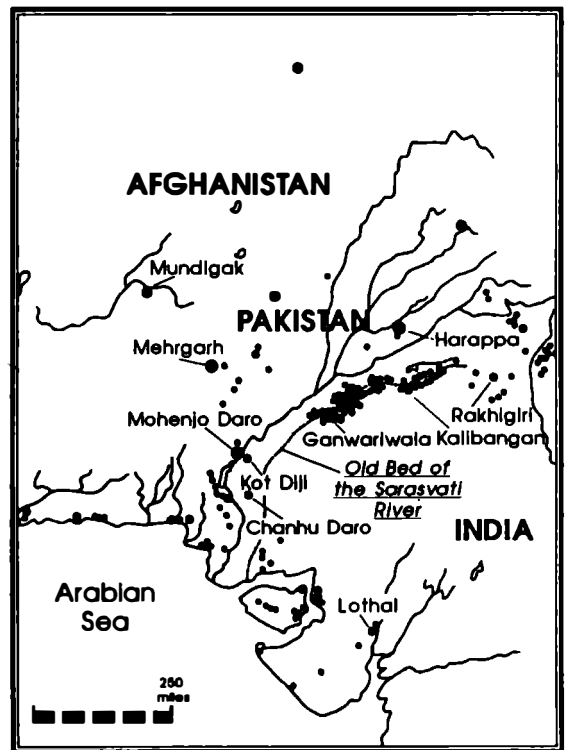 AFGHANISTAN
Mundigak
PAKISTAN
Harappa
Mehrgarh
Rakhigiri
Mohenjo Daro
Ganwariwala Kalibangan
Kot Diji
Old Bed of
the Sarasvati
River
Chanhu Daro
INDIA
Arabian
Sea
Lothal
250
miles